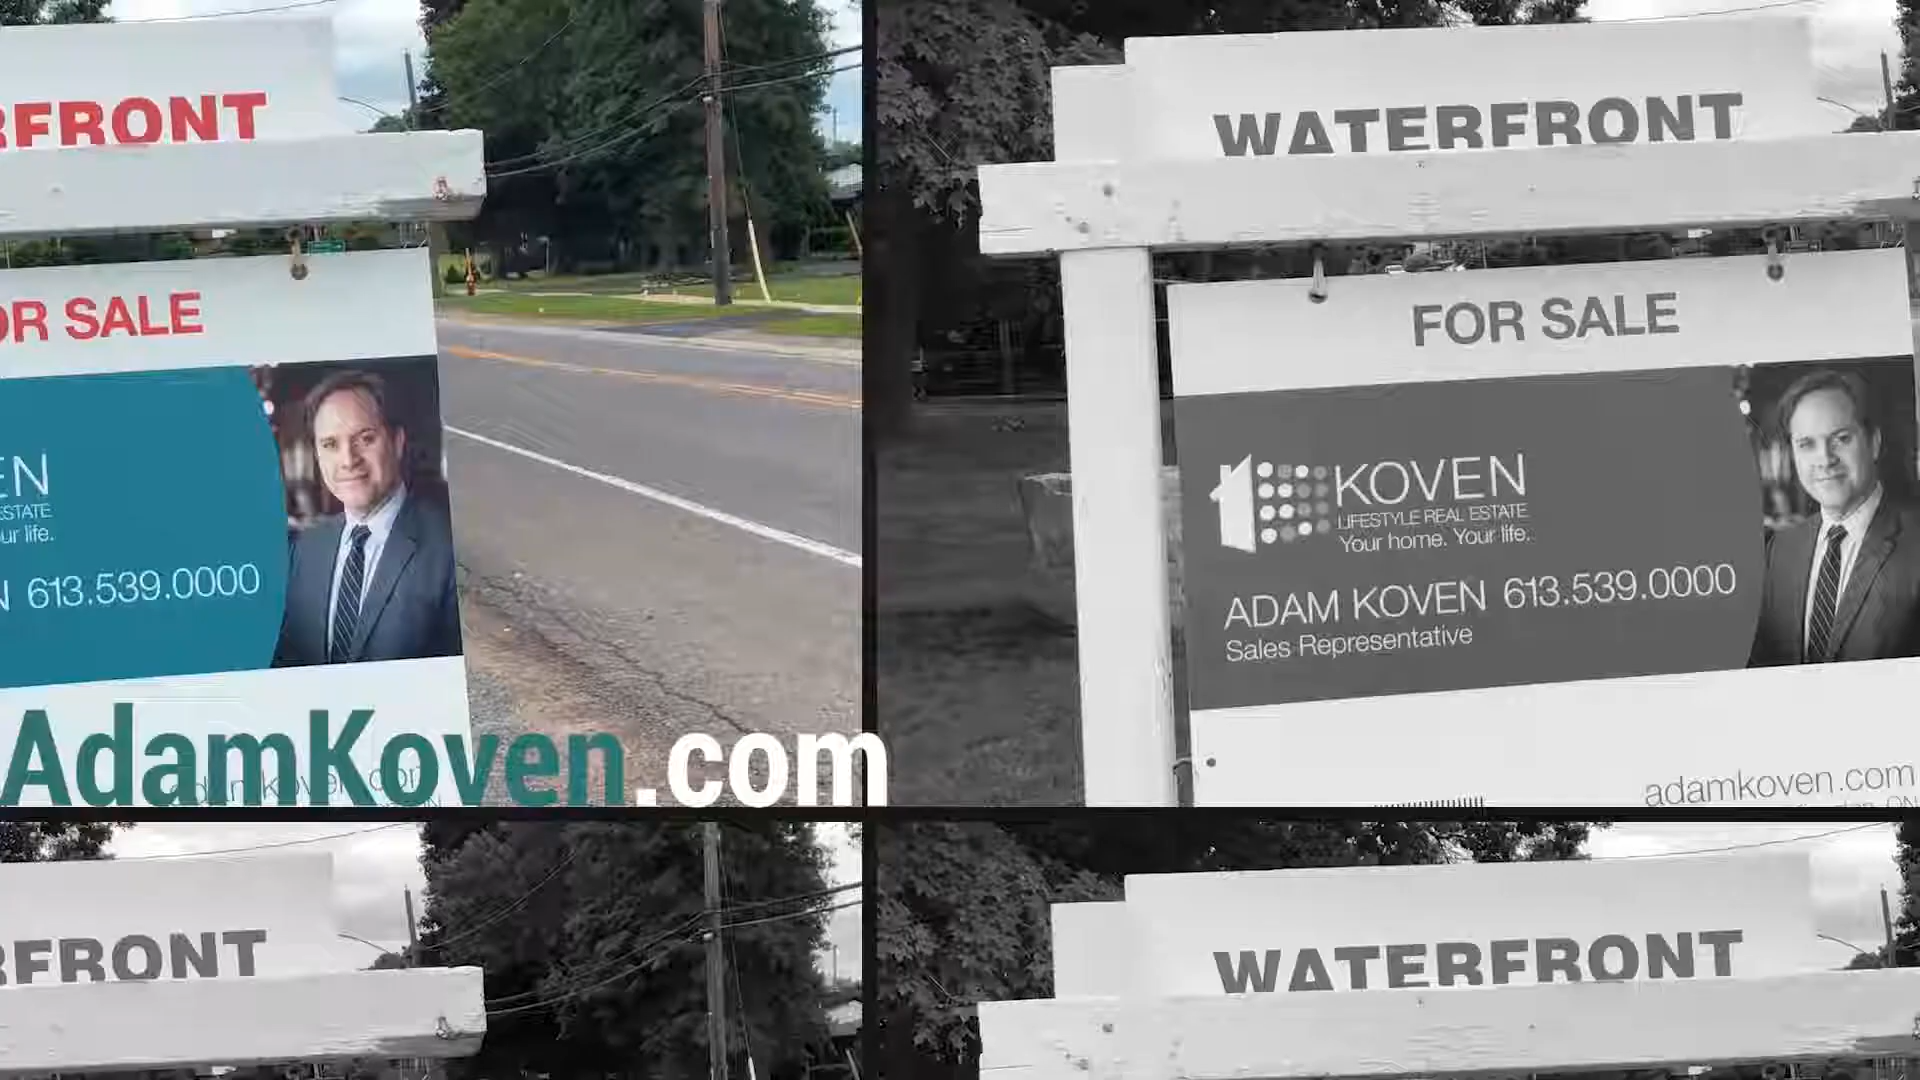 RFRONT
OR SALE
EN
ESTATE
ur life.
N 613.539.0000
AdamKoven.com
WATERFRONT
FOR SALE
KOVEN
LIFESTYLE REAL ESTATE
Your home. Your life.
ADAM KOVEN 613.539.0000
Sales Representative
adamkoven.com
ON
RFRONT
WATERFRONT